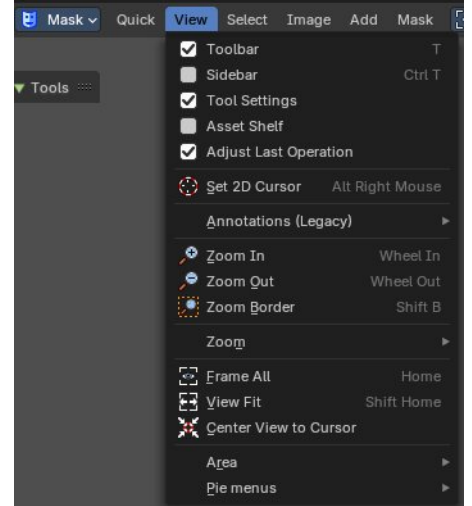 Mask Quick View Select Image Add Mask
Tools
Toolbar T
Sidebar Ctrl T
Tool Settings
Asset Shelf
Adjust Last Operation
Set 2D Cursor Alt Right Mouse
Annotations (Legacy)
Zoom In Wheel In
Zoom Out Wheel Out
Zoom Border Shift B
Zoom
Frame All Home
View Fit Shift Home
Center View to Cursor
Area
Pie menus